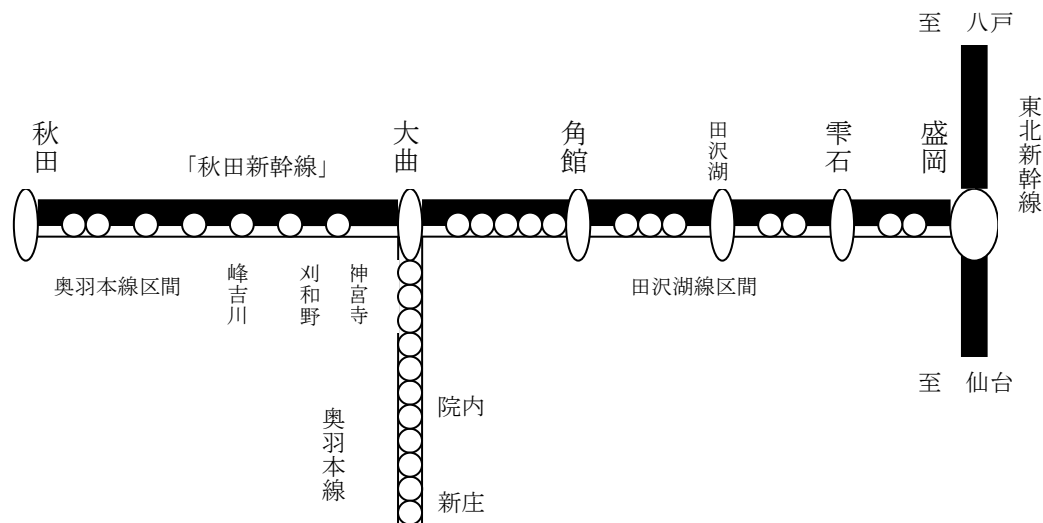 至　八戸
東北新幹線
秋田
大曲
角館
田沢湖
雫石
盛岡
「秋田新幹線」
奥羽本線区間
峰吉川
刈和野
神宮寺
田沢湖線区間
至　仙台
奥羽本線
院内
新庄